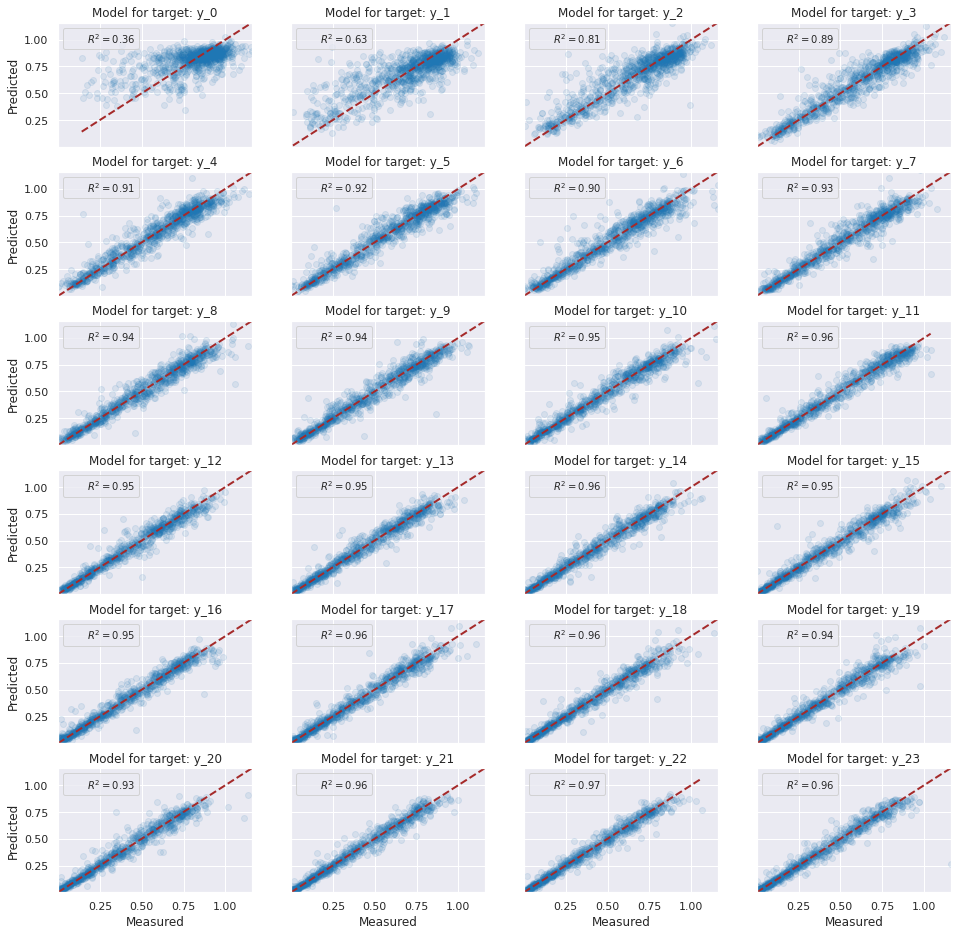 Model for target: y_0
Model for target: y_1
Model for target: y_2
Model for target: y_3
R² = 0.36
R² = 0.63
R² = 0.81
R² = 0.89
1.00
0.75
0.50
0.25
Predicted
Model for target: y_4
Model for target: y_5
Model for target: y_6
Model for target: y_7
R² = 0.91
R² = 0.92
R² = 0.90
R² = 0.93
1.00
0.75
0.50
0.25
Predicted
Model for target: y_8
Model for target: y_9
Model for target: y_10
Model for target: y_11
R² = 0.94
R² = 0.94
R² = 0.95
R² = 0.96
1.00
0.75
0.50
0.25
Predicted
Model for target: y_12
Model for target: y_13
Model for target: y_14
Model for target: y_15
R² = 0.95
R² = 0.95
R² = 0.96
R² = 0.95
1.00
0.75
0.50
0.25
Predicted
Model for target: y_16
Model for target: y_17
Model for target: y_18
Model for target: y_19
R² = 0.95
R² = 0.96
R² = 0.96
R² = 0.94
1.00
0.75
0.50
0.25
Predicted
Model for target: y_20
Model for target: y_21
Model for target: y_22
Model for target: y_23
R² = 0.93
R² = 0.96
R² = 0.97
R² = 0.96
1.00
0.75
0.50
0.25
Predicted
0.25 0.50 0.75 1.00
0.25 0.50 0.75 1.00
0.25 0.50 0.75 1.00
0.25 0.50 0.75 1.00
Measured
Measured
Measured
Measured